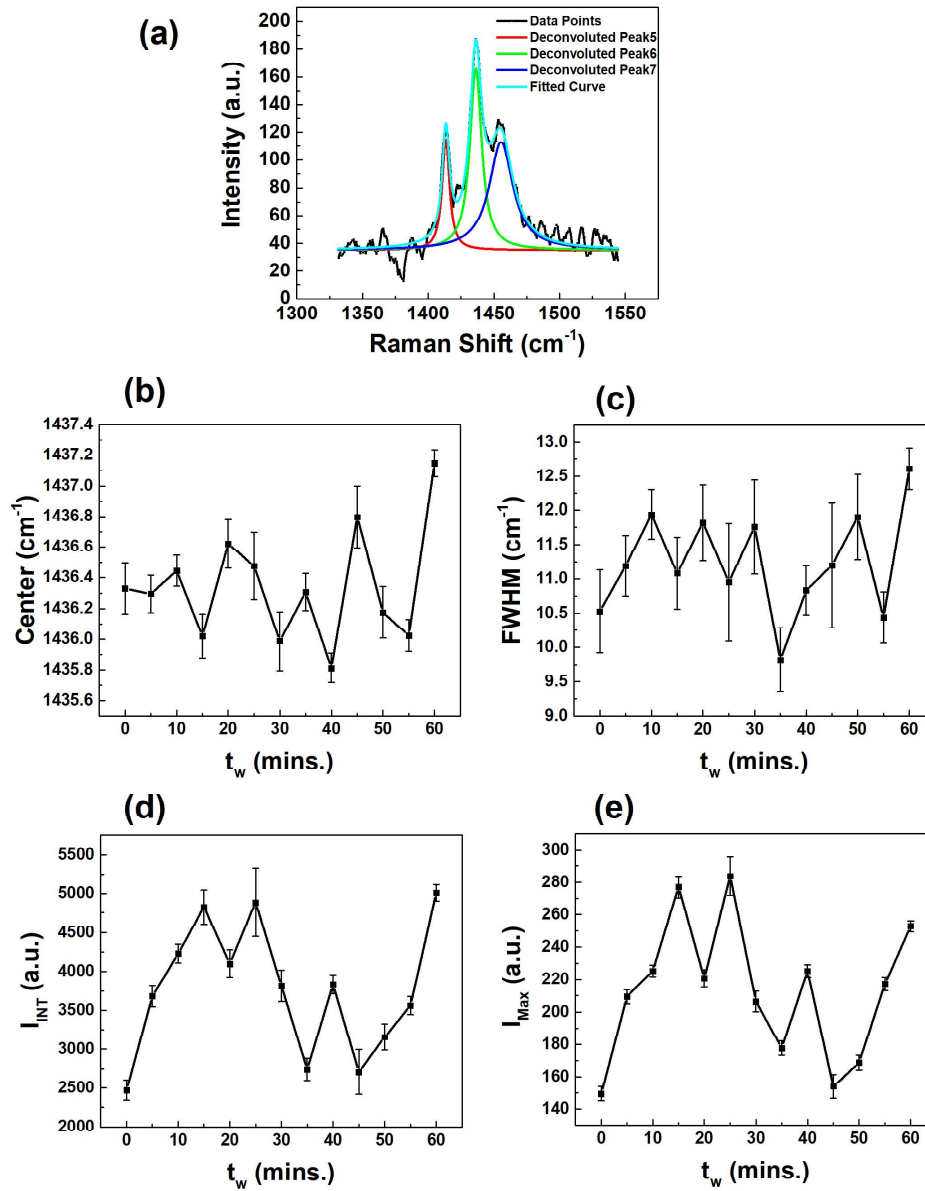 (a)
200
180
160
140
120
100
80
60
40
20
0
Intensity (a.u.)
Data Points
Deconvoluted Peak5
Deconvoluted Peak6
Deconvoluted Peak7
Fitted Curve
1300 1350 1400 1450 1500 1550
Raman Shift (cm-1)
(b)
1437.4
1437.2
1437.0
1436.8
1436.6
1436.4
1436.2
1436.0
1435.8
1435.6
Center (cm-1)
0 10 20 30 40 50 60
tw (mins.)
(c)
13.0
12.5
12.0
11.5
11.0
10.5
10.0
9.5
9.0
FWHM (cm-1)
0 10 20 30 40 50 60
tw (mins.)
(d)
5500
5000
4500
4000
3500
3000
2500
2000
IINT (a.u.)
0 10 20 30 40 50 60
tw (mins.)
(e)
300
280
260
240
220
200
180
160
140
IMax (a.u.)
0 10 20 30 40 50 60
tw (mins.)